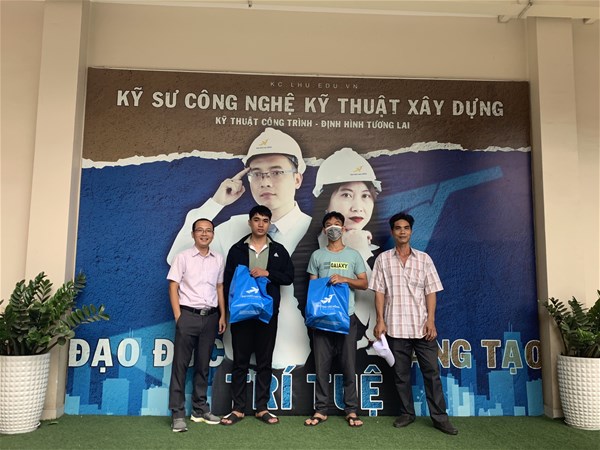 KC.LHU.EDU.VN
KỸ SƯ CÔNG NGHỆ KỸ THUẬT XÂY DỰNG
KỸ THUẬT CÔNG TRÌNH - ĐỊNH HÌNH TƯƠNG LAI
GALAXY
ĐẠO ĐỨC
TẠO
TRÍ TUỆ